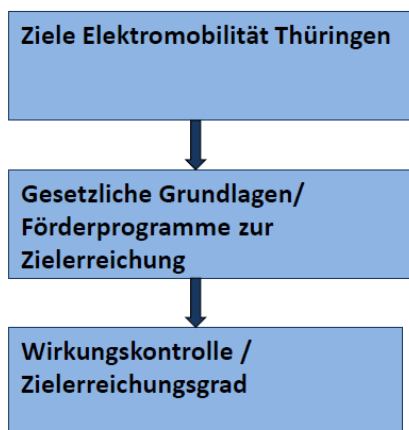 Ziele Elektromobilität Thüringen
Gesetzliche Grundlagen/
Förderprogramme zur
Zielerreichung
Wirkungskontrolle /
Zielerreichungsgrad